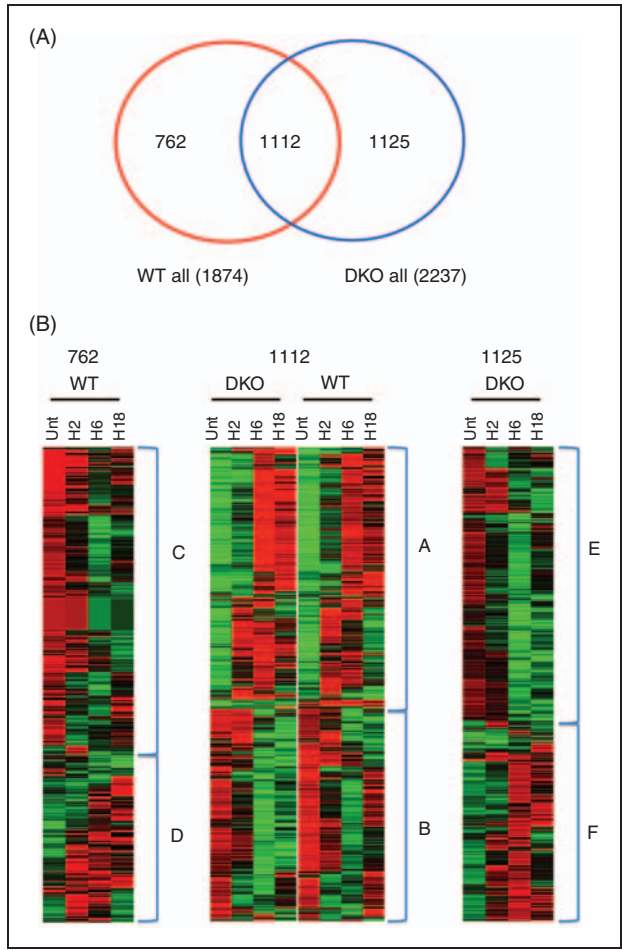 (A)
762 1112 1125
WT all (1874) DKO all (2237)
(B)
762 1112 1125
WT DKO WT DKO
Unt H2 H6 H18 Unt H2 H6 H18 Unt H2 H6 H18 Unt H2 H6 H18
A
C E
B
D F